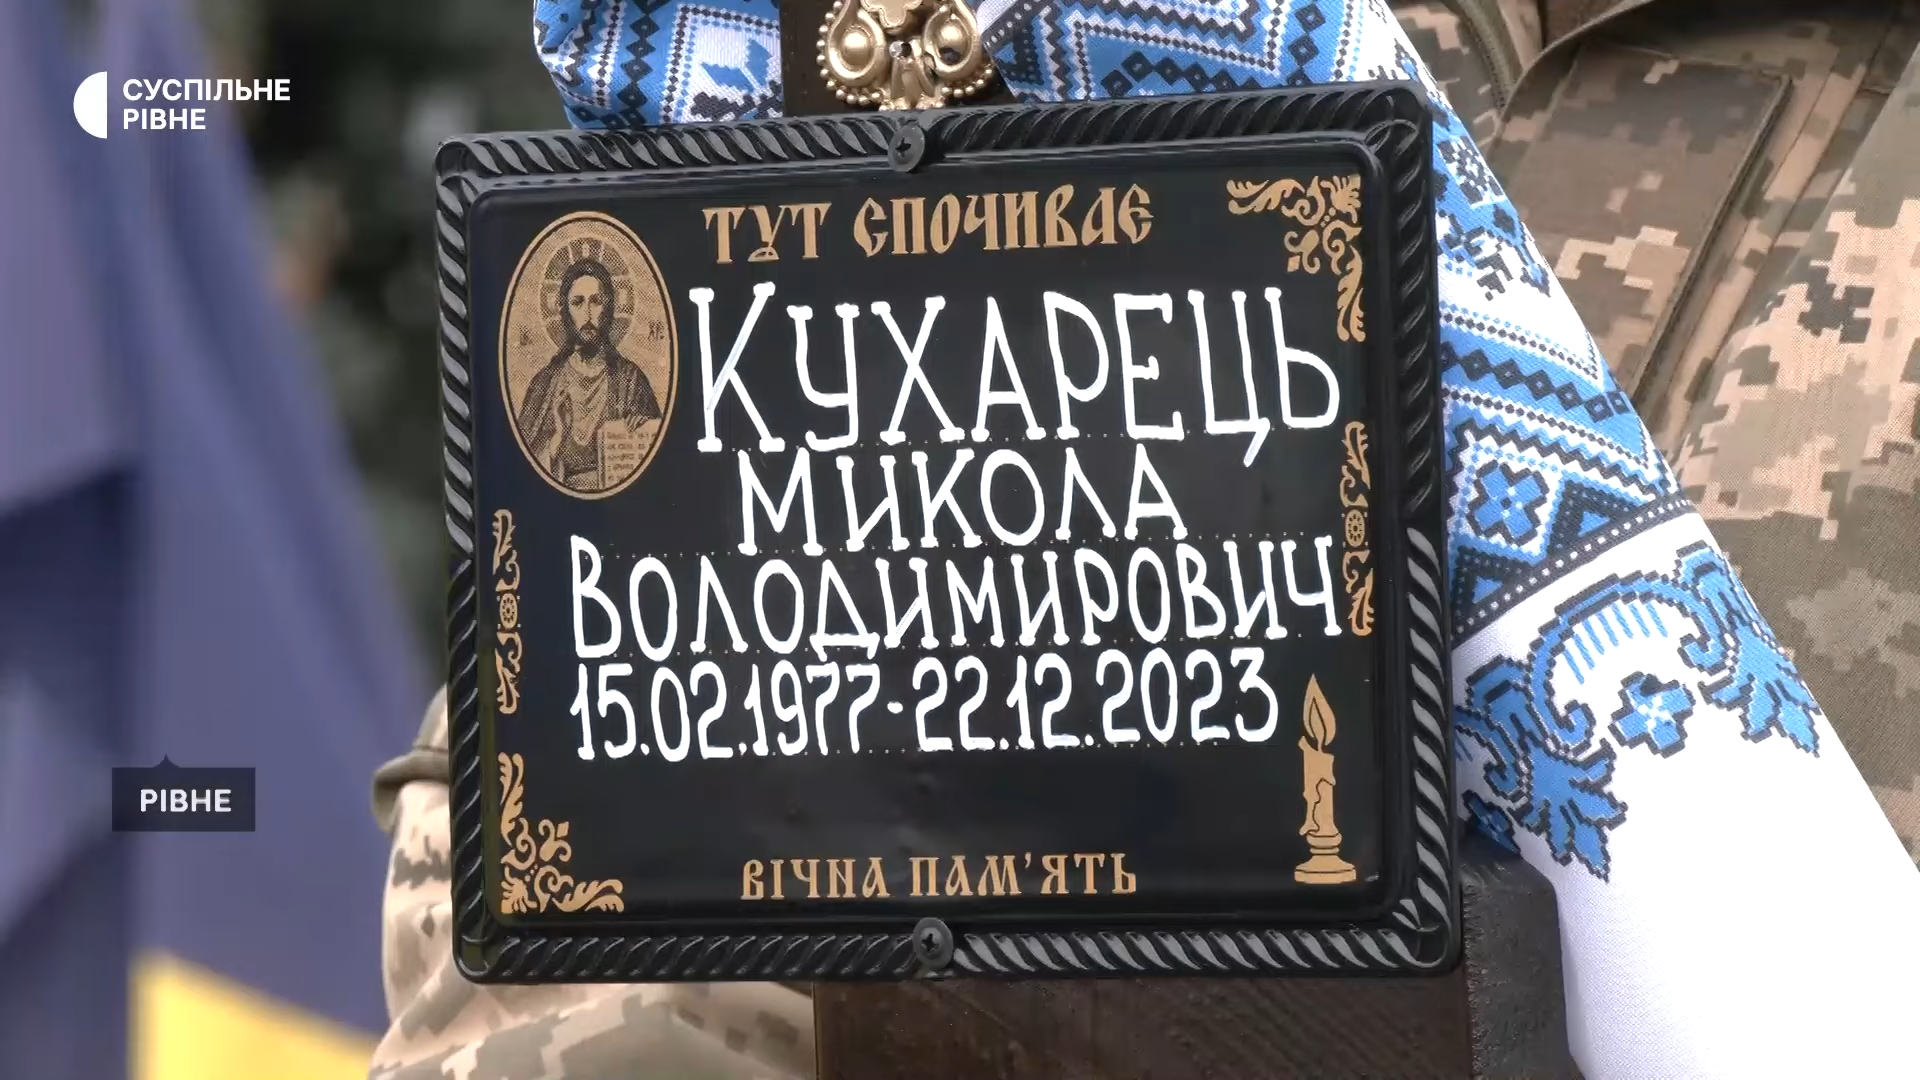 СУСПІЛЬНЕ
РІВНЕ
ТУТ СПОЧИВАЄ
КУХАРЕЦЬ
МИКОЛА
ВОЛОДИМИРОВИЧ
15.02.1977-22.12.2023
ВІЧНА ПАМ'ЯТЬ
РІВНЕ